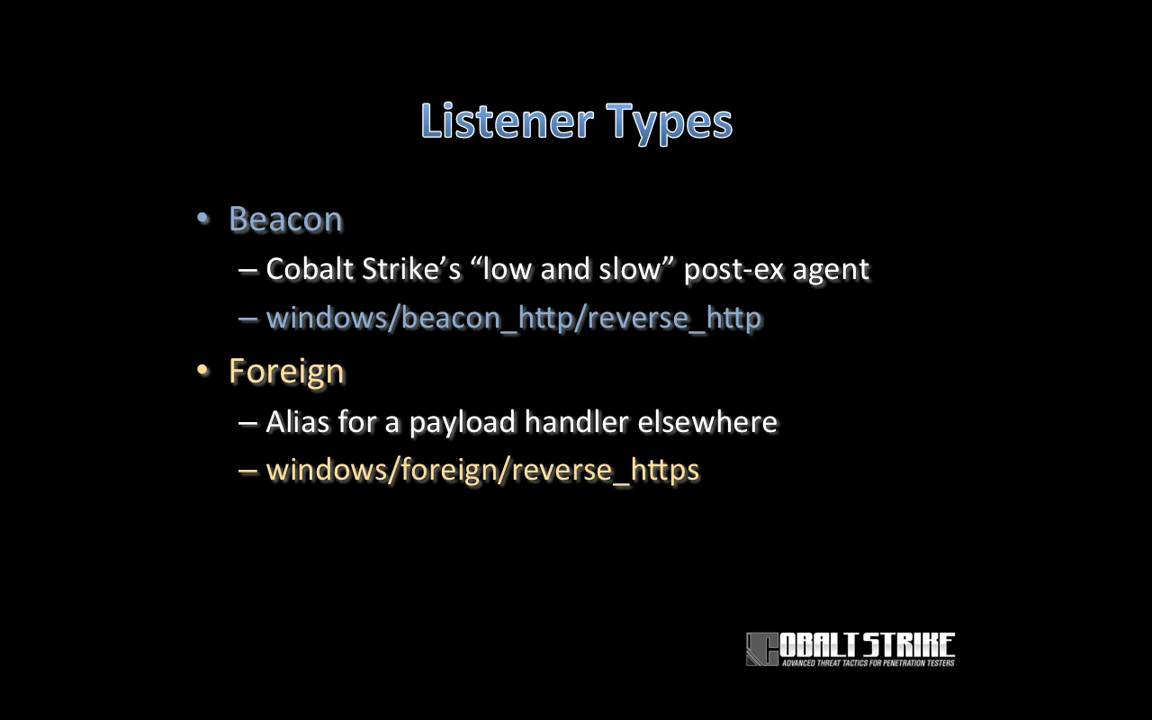 Listener Types
• Beacon
– Cobalt Strike’s “low and slow” post-ex agent
– windows/beacon_http/reverse_http
• Foreign
– Alias for a payload handler elsewhere
– windows/foreign/reverse_https
COBALT STRIKE
ADVANCED THREAT TACTICS FOR PENETRATION TESTERS